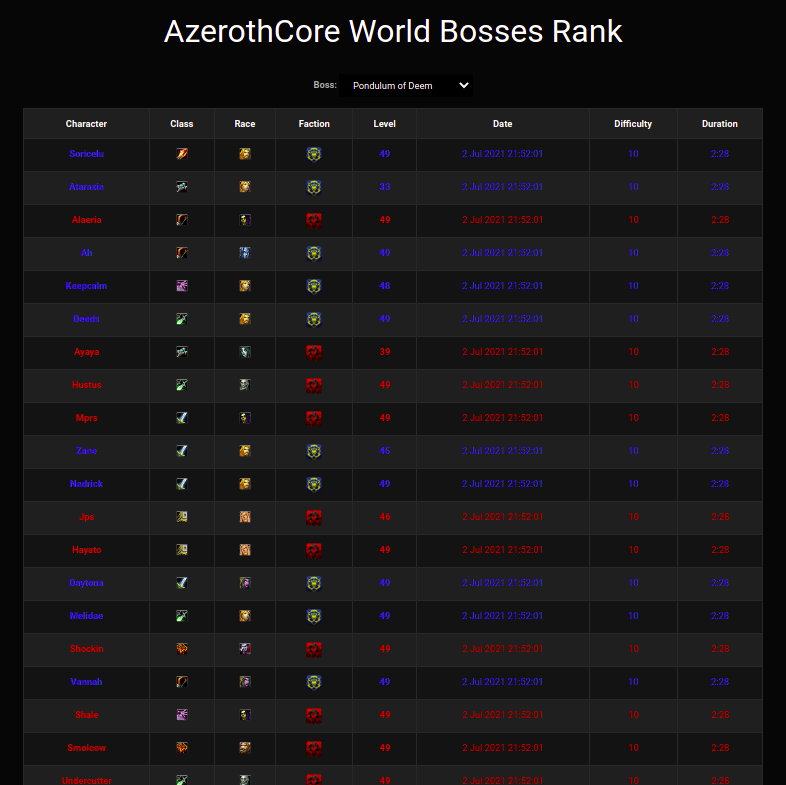 AzerothCore World Bosses Rank
Boss: Pondulum of Deem
Character Class Race Faction Level Date Difficulty Duration
Soricelu 49 2 Jul 2021 21:52:01 10 2:28
Ataraxia 33 2 Jul 2021 21:52:01 10 2:28
Alaeria 49 2 Jul 2021 21:52:01 10 2:28
Ah 49 2 Jul 2021 21:52:01 10 2:28
Keepcalm 48 2 Jul 2021 21:52:01 10 2:28
Deeds 49 2 Jul 2021 21:52:01 10 2:28
Ayaya 39 2 Jul 2021 21:52:01 10 2:28
Hustus 49 2 Jul 2021 21:52:01 10 2:28
Mprs 49 2 Jul 2021 21:52:01 10 2:28
Zane 45 2 Jul 2021 21:52:01 10 2:28
Nadrick 49 2 Jul 2021 21:52:01 10 2:28
46 2 Jul 2021 21:52:01 10 2:28
Hayato 49 2 Jul 2021 21:52:01 10 2:28
Daytona 49 2 Jul 2021 21:52:01 10 2:28
Melidae 49 2 Jul 2021 21:52:01 10 2:28
Shockin 49 2 Jul 2021 21:52:01 10 2:28
Vannah 49 2 Jul 2021 21:52:01 10 2:28
Shale 49 2 Jul 2021 21:52:01 10 2:28
Smolcow 49 2 Jul 2021 21:52:01 10 2:28
49 2 Jul 2021 21:52:01 10 2:28